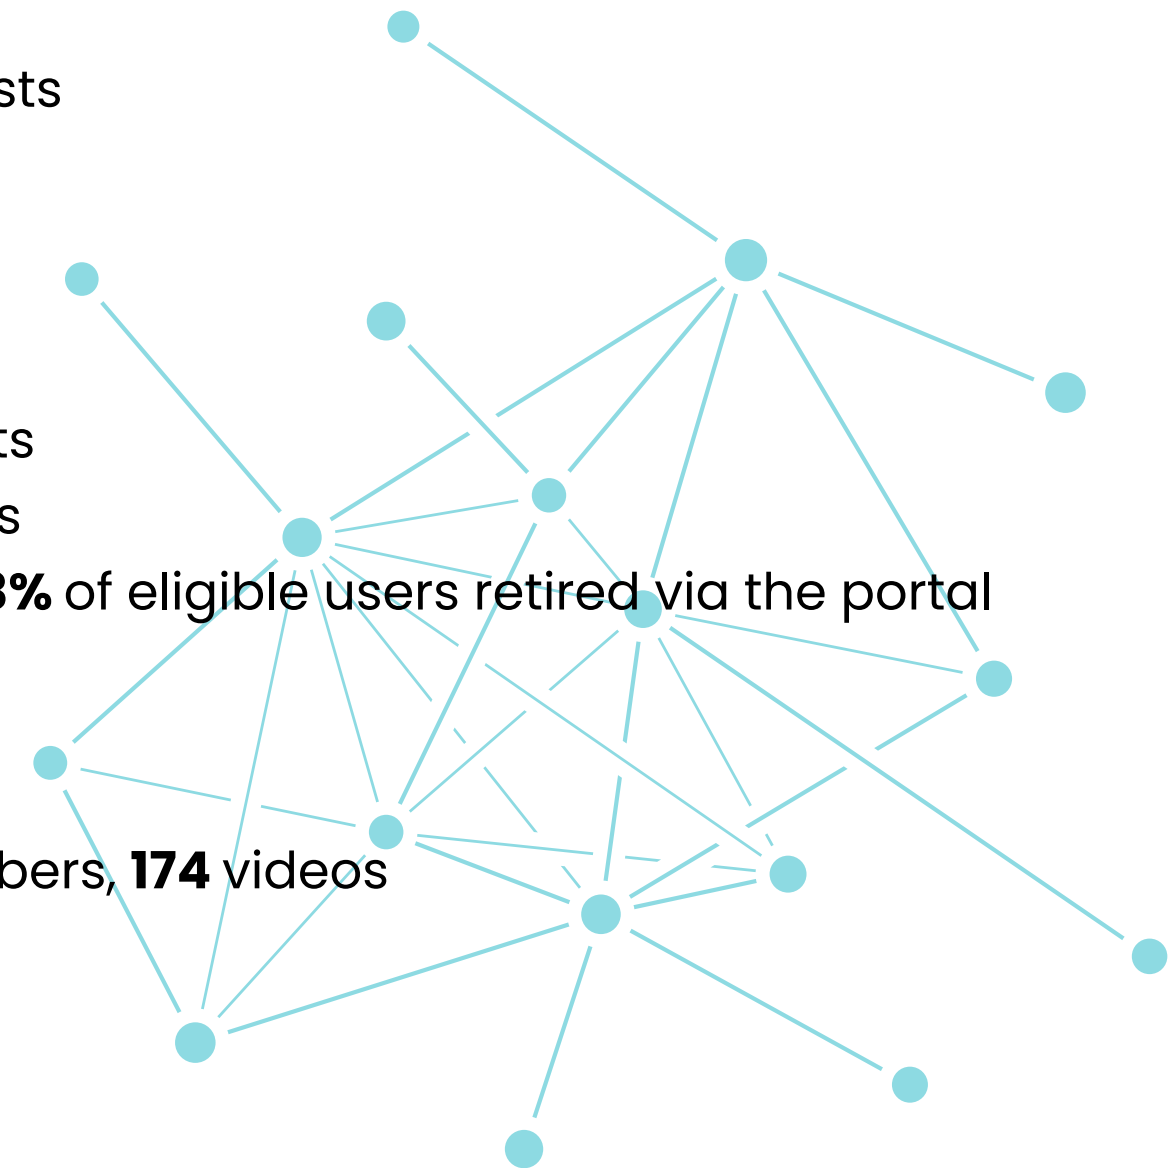 sts
ts
s
3% of eligible users retired via the portal
bers, 174 videos